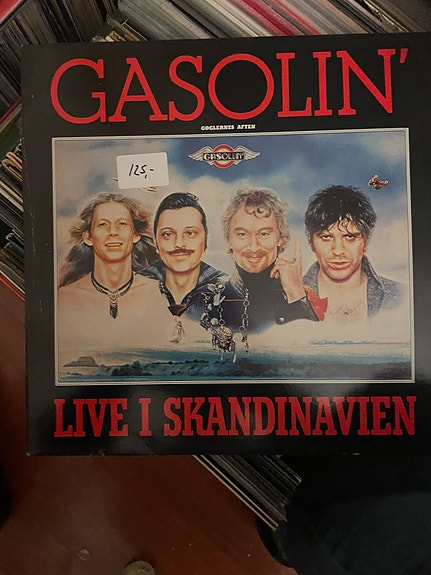 GASOLIN'
GØGLERNES AFTEN
GASOLIN'
125,-
LIVE I SKANDINAVIEN